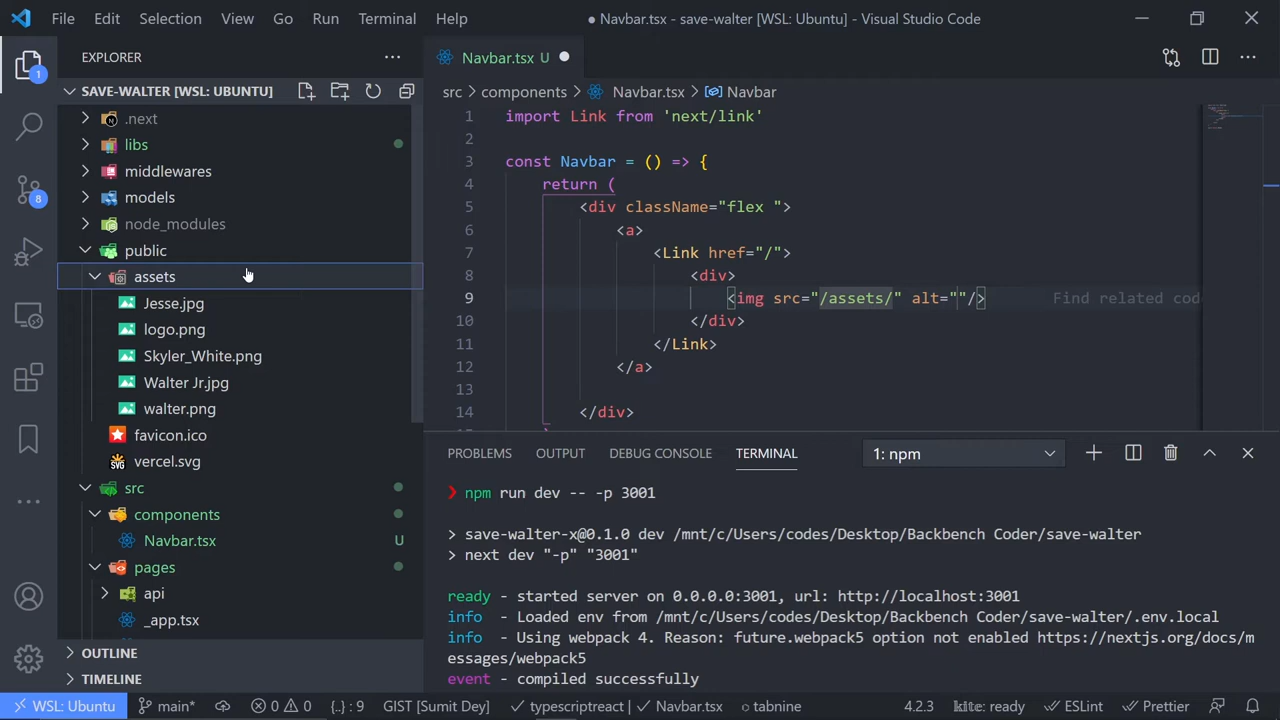 File Edit Selection View Go Run Terminal Help ● Navbar.tsx - save-walter [WSL: Ubuntu] - Visual Studio Code
EXPLORER
1
SAVE-WALTER [WSL: UBUNTU]
.next
libs
middlewares
models
8
node_modules
public
assets
Jesse.jpg
logo.png
Skyler_White.png
Walter Jr.jpg
walter.png
favicon.ico
SVG
vercel.svg
src
components
Navbar.tsx U
pages
api
_app.tsx
OUTLINE
TIMELINE
Navbar.tsx U
src > components > Navbar.tsx > Navbar
1 import Link from 'next/link'
2
3 const Navbar = () => {
4 return (
5 <div className="flex ">
6 <a>
7 <Link href="/">
8 <div>
9 <img src="/assets/" alt=""/> Find related cod
10 </div>
11 </Link>
12 </a>
13
14 </div>
PROBLEMS OUTPUT DEBUG CONSOLE TERMINAL 1: npm
❯ npm run dev -- -p 3001
> save-walter-x@0.1.0 dev /mnt/c/Users/codes/Desktop/Backbench Coder/save-walter
> next dev "-p" "3001"
ready - started server on 0.0.0.0:3001, url: http://localhost:3001
info - Loaded env from /mnt/c/Users/codes/Desktop/Backbench Coder/save-walter/.env.local
info - Using webpack 4. Reason: future.webpack5 option not enabled https://nextjs.org/docs/m
essages/webpack5
event - compiled successfully
WSL: Ubuntu main* 0 0 {..} : 9 GIST [Sumit Dey] ✓ typescriptreact | ✓ Navbar.tsx tabnine 4.2.3 kite: ready ✓✓ ESLint ✓✓ Prettier